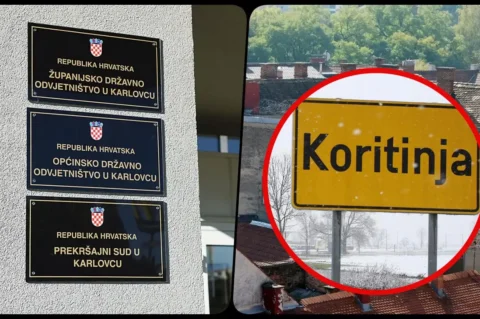 REPUBLIKA HRVATSKA
ŽUPANIJSKO DRŽAVNO
ODVJETNIŠTVO U KARLOVCU
REPUBLIKA HRVATSKA
OPĆINSKO DRŽAVNO
ODVJETNIŠTVO U KARLOVCU
REPUBLIKA HRVATSKA
PREKRŠAJNI SUD U
KARLOVCU
Koritinja